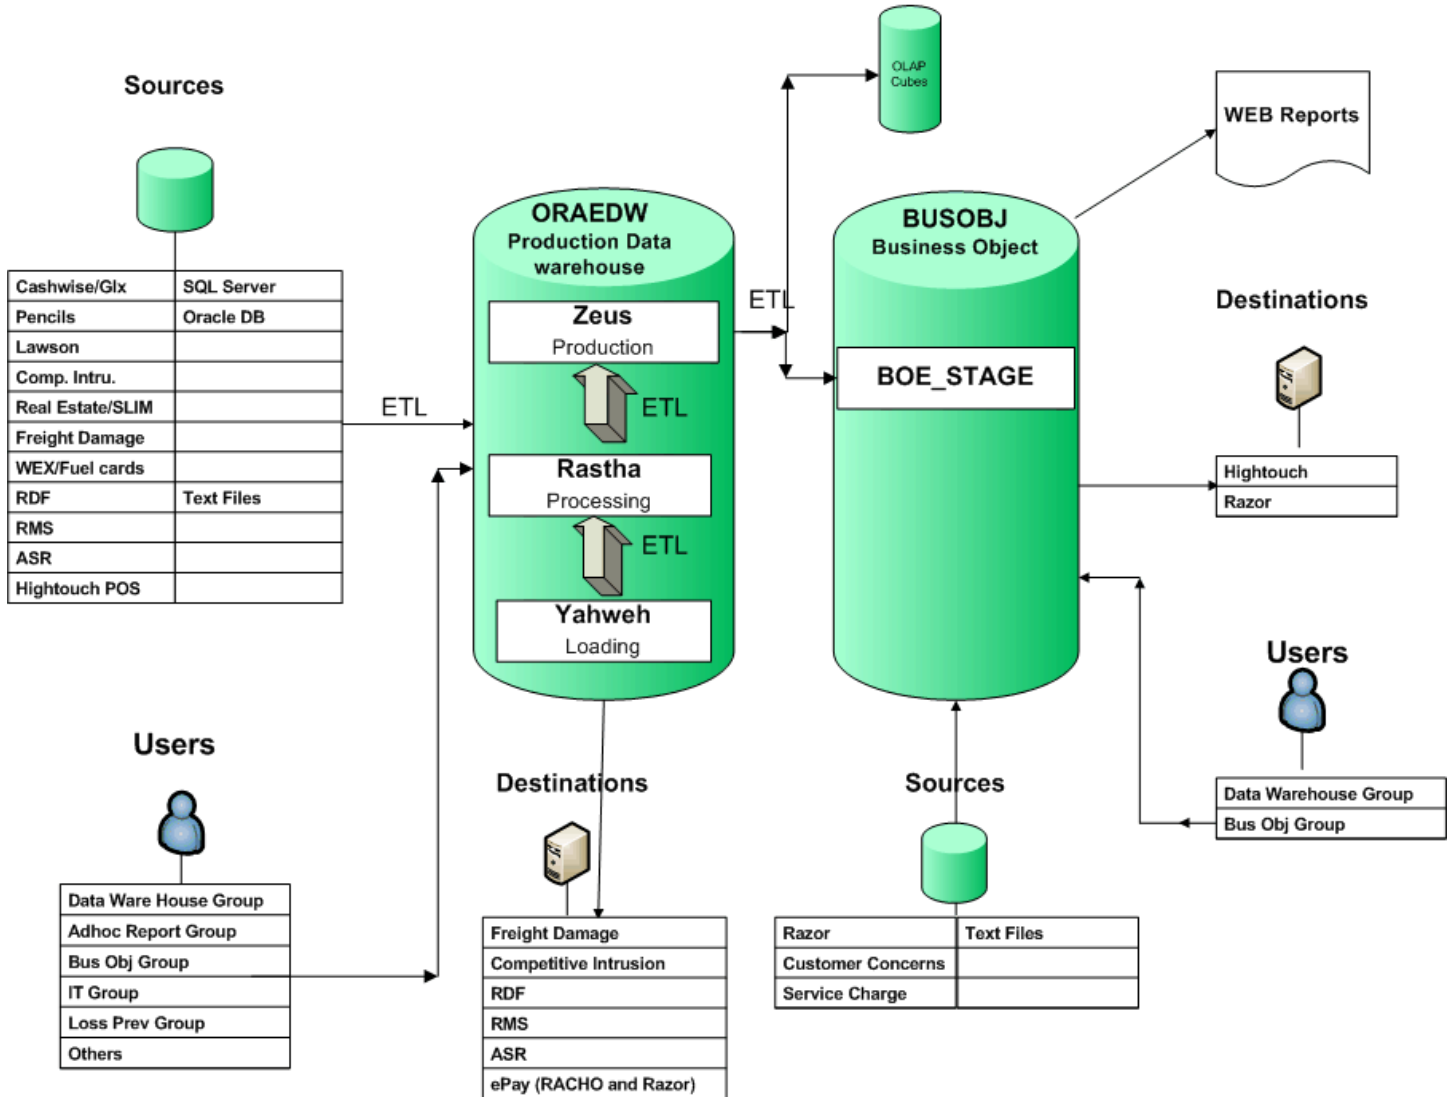 Sources
Cashwise/Glx SQL Server
Pencils Oracle DB
Lawson
Comp. Intru.
Real Estate/SLIM
Freight Damage
WEX/Fuel cards
RDF Text Files
RMS
ASR
Hightouch POS
ETL
Users
Data Ware House Group
Adhoc Report Group
Bus Obj Group
IT Group
Loss Prev Group
Others
ORAEDW
Production Data
warehouse
Zeus
Production
ETL
Rastha
Processing
ETL
Yahweh
Loading
Destinations
Freight Damage
Competitive Intrusion
RDF
RMS
ASR
ePay (RACHO and Razor)
ETL
OLAP
Cubes
BUSOBJ
Business Object
BOE_STAGE
Sources
Razor Text Files
Customer Concerns
Service Charge
WEB Reports
Destinations
Hightouch
Razor
Users
Data Warehouse Group
Bus Obj Group